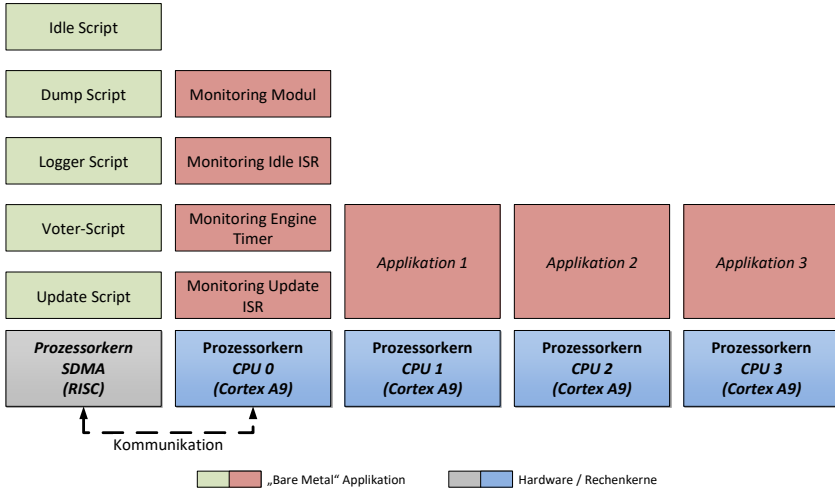 Idle Script
Dump Script
Monitoring Modul
Logger Script
Monitoring Idle ISR
Voter-Script
Monitoring Engine
Timer
Applikation 1
Applikation 2
Applikation 3
Update Script
Monitoring Update
ISR
Prozessorkern
SDMA
(RISC)
Prozessorkern
CPU 0
(Cortex A9)
Prozessorkern
CPU 1
(Cortex A9)
Prozessorkern
CPU 2
(Cortex A9)
Prozessorkern
CPU 3
(Cortex A9)
Kommunikation
„Bare Metal“ Applikation
Hardware / Rechenkerne